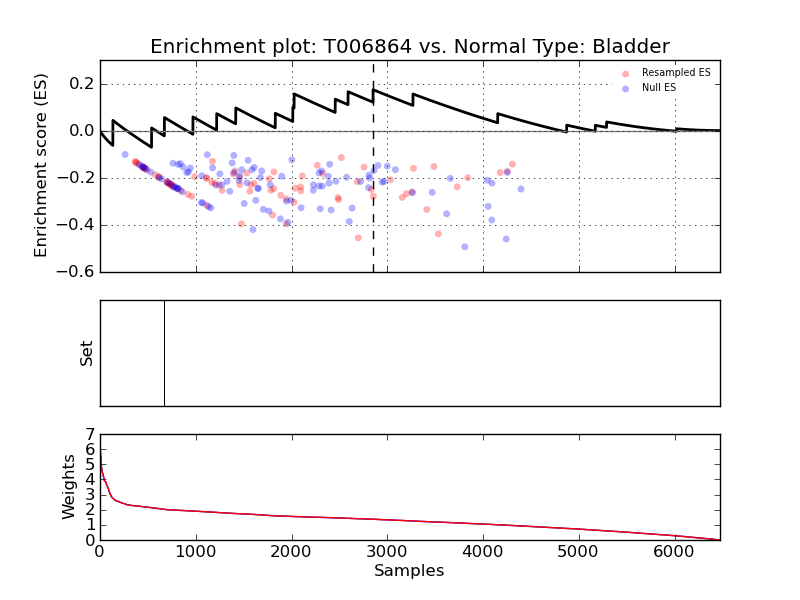 Enrichment plot: T006864 vs. Normal Type: Bladder
Enrichment score (ES)
0.2
0.0
−0.2
−0.4
−0.6
Resampled ES
Null ES
Set
Weights
7
6
5
4
3
2
1
0
0 1000 2000 3000 4000 5000 6000
Samples